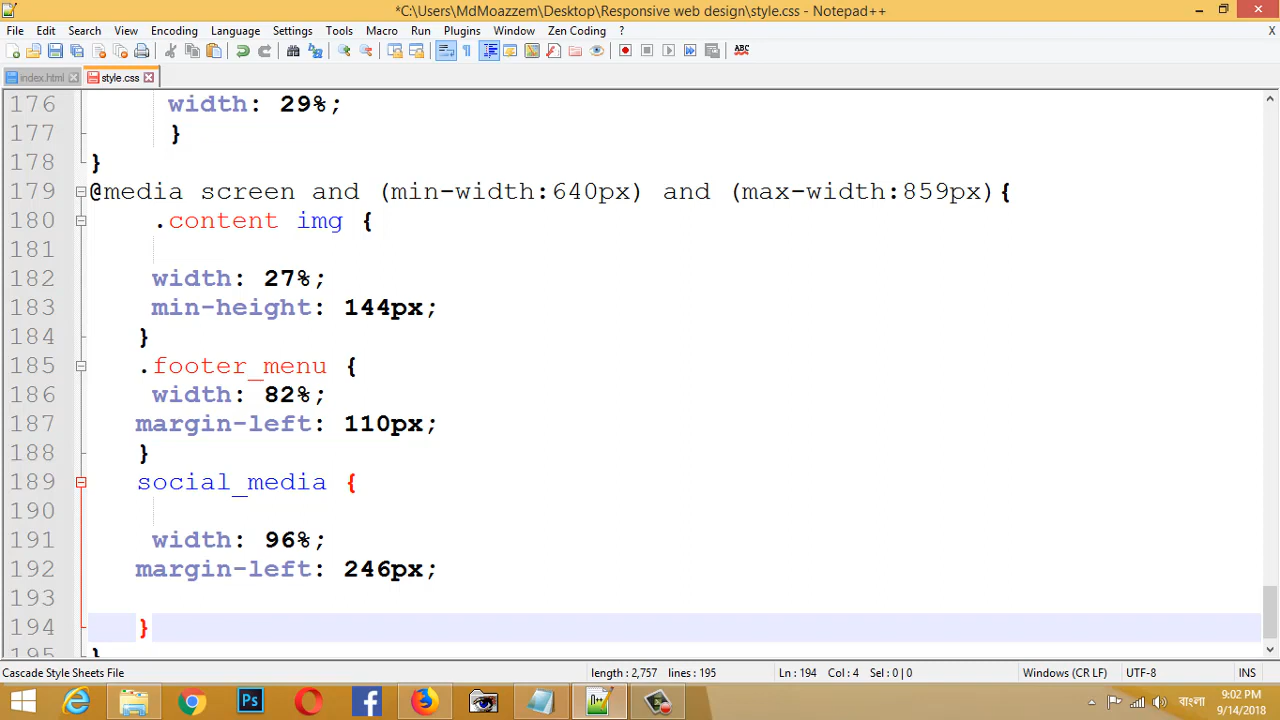 *C:\Users\MdMoazzem\Desktop\Responsive web design\style.css - Notepad++
File Edit Search View Encoding Language Settings Tools Macro Run Plugins Window Zen Coding ? X
ABC
index.html style.css
176 width: 29%;
177 }
178 }
179 @media screen and (min-width:640px) and (max-width:859px){
180 .content img {
181
182 width: 27%;
183 min-height: 144px;
184 }
185 .footer_menu {
186 width: 82%;
187 margin-left: 110px;
188 }
189 social_media {
190
191 width: 96%;
192 margin-left: 246px;
193
194 }
195 }
Cascade Style Sheets File length : 2,757 lines : 195 Ln : 194 Col : 4 Sel : 0 | 0 Windows (CR LF) UTF-8 INS
Ps বাংলা 9:02 PM
9/14/2018